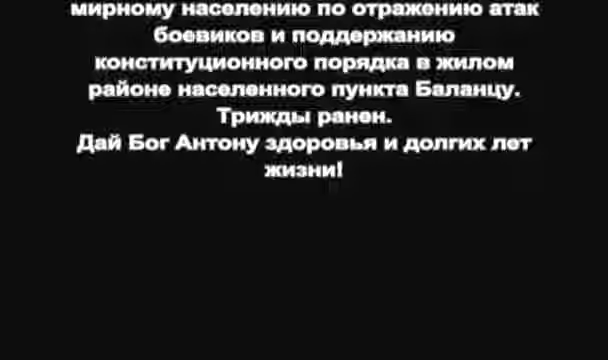 мирному населению по отражению атак
боевиков и поддержанию
конституционного порядка в жилом
районе населенного пункта Баланцу.
Трижды ранен.
Дай Бог Антону здоровья и долгих лет
жизни!